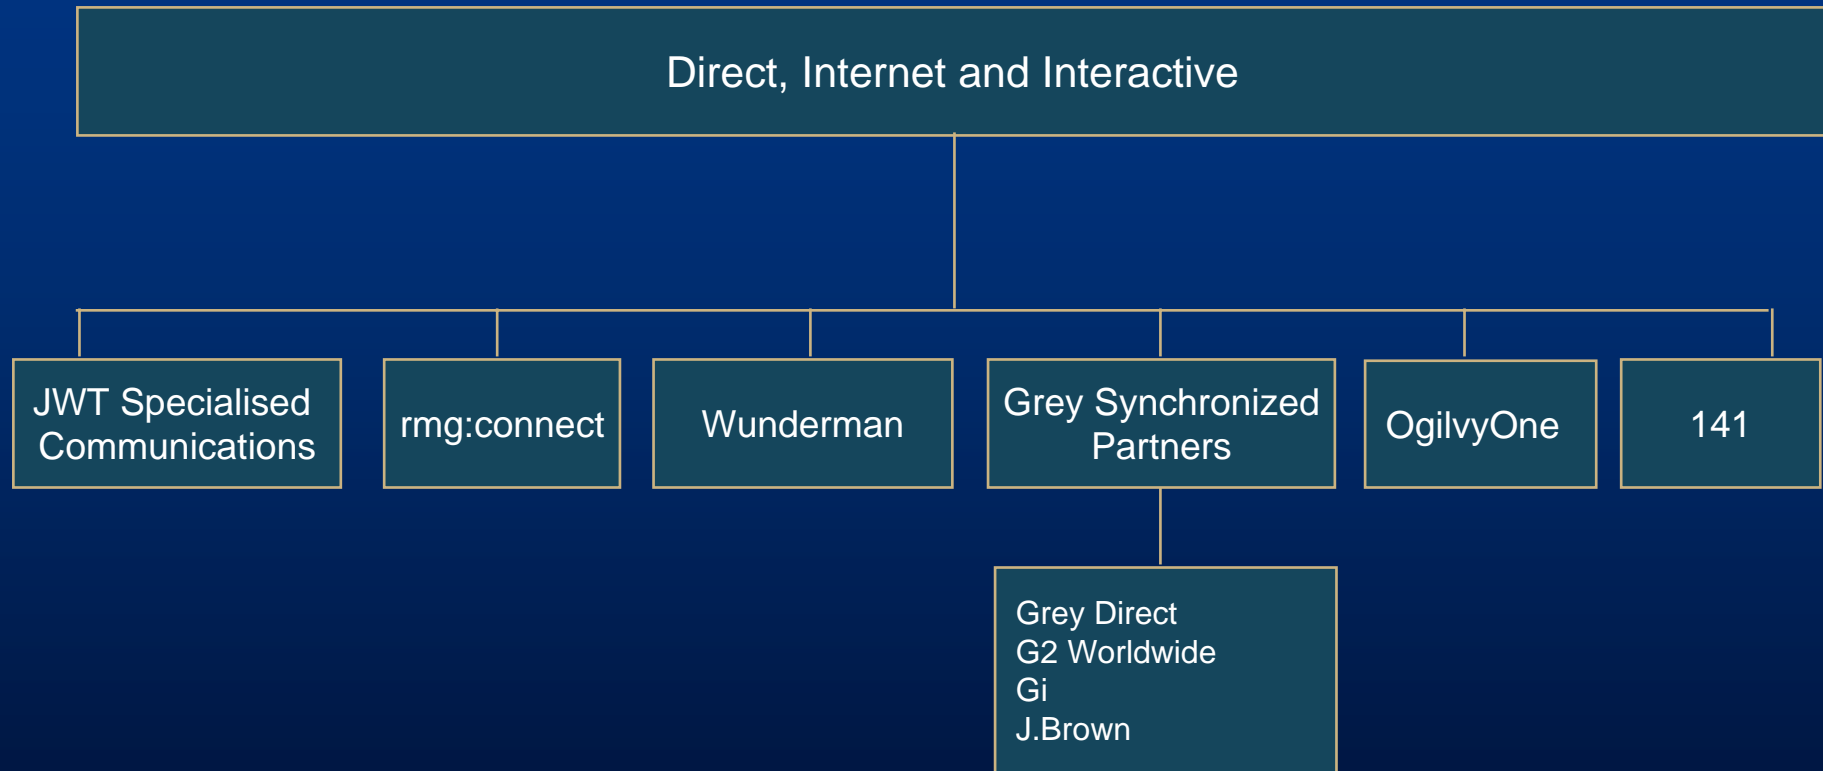 Direct, Internet and Interactive
JWT Specialised
Communications
rmg:connect
Wunderman
Grey Synchronized
Partners
OgilvyOne
141
Grey Direct
G2 Worldwide
Gi
J.Brown